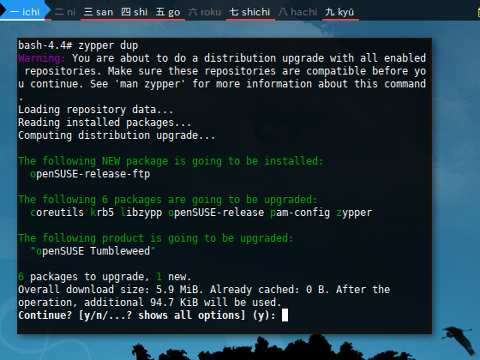 一 ichi 二 ni 三 san 四 shi 五 go 六 roku 七 shichi 八 hachi 九 kyū
bash-4.4# zypper dup
Warning: You are about to do a distribution upgrade with all enabled
repositories. Make sure these repositories are compatible before yo
u continue. See 'man zypper' for more information about this command
.
Loading repository data...
Reading installed packages...
Computing distribution upgrade...
The following NEW package is going to be installed:
openSUSE-release-ftp
The following 6 packages are going to be upgraded:
coreutils krb5 libzypp openSUSE-release pam-config zypper
The following product is going to be upgraded:
"openSUSE Tumbleweed"
6 packages to upgrade, 1 new.
Overall download size: 5.9 MiB. Already cached: 0 B. After the
operation, additional 94.7 KiB will be used.
Continue? [y/n/...? shows all options] (y):